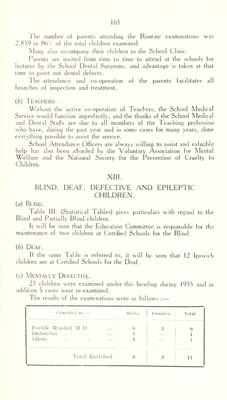 165
The number of parents attending the Routine examinations was
2,859 or 86% of the total children examined.
Many also accompany their children to the School Clinic.
Parents are invited from time to time to attend at the schools for
lectures by the School Dental Surgeons, and advantage is taken at that
time to point out dental defects.
The attendance and co-operation of the parents facilitates all
branches of inspection and treatment.
(h) TEACHERS.
Without the active co-operation of Teachers, the School Medical
Service would function imperfectly, and the thanks of the School Medical
and Dental Staffs are due to all members of the Teaching profession
who have, during the past year and in some cases for many years, done
everything possible to assist the service.
School Attendance Officers are always willing to assist and valuable
help has also been afforded by the Voluntary Association for Mental
Welfare and the National Society for the Prevention of Cruelty to
Children.
XIII.
BLIND, DEAF, DEFECTIVE AND EPILEPTIC
CHILDREN.
(a) BLIND.
Table III. (Statistical Tables) gives particulars with regard to the
Blind and Partially Blind children.
It will be seen that the Education Committee is responsible for the
maintenance of two children at Certified Schools for the Blind.
(b) DEAF.
If the same Table is referred to, it will be seen that 12 Ipswich
children are at Certified Schools for the Deaf.
(c) MENTALLY DEFECTIVE.
23 children were examined under this heading during 1935 and in
addition 5 cases were re-examined.
The results of the examinations were as follows :—
Classified as— Males Females Total
Feeble Minded M.D. 6 3 9
Imbeciles 1 — 1
Idiots 1 — 1
Total Certified 8 3 11